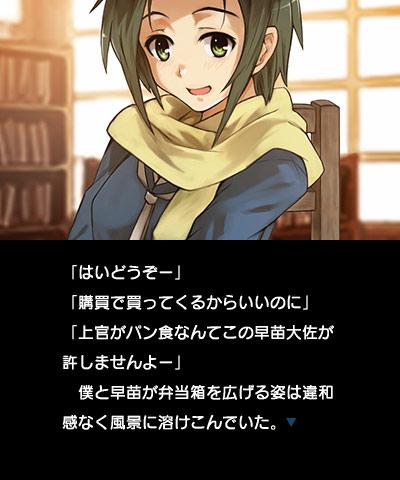 「はいどうぞー」
「購買で買ってくるからいいのに」
「上官がパン食なんてこの早苗大佐が
許しませんよー」
　僕と早苗が弁当箱を広げる姿は違和
感なく風景に溶けこんでいた。▼